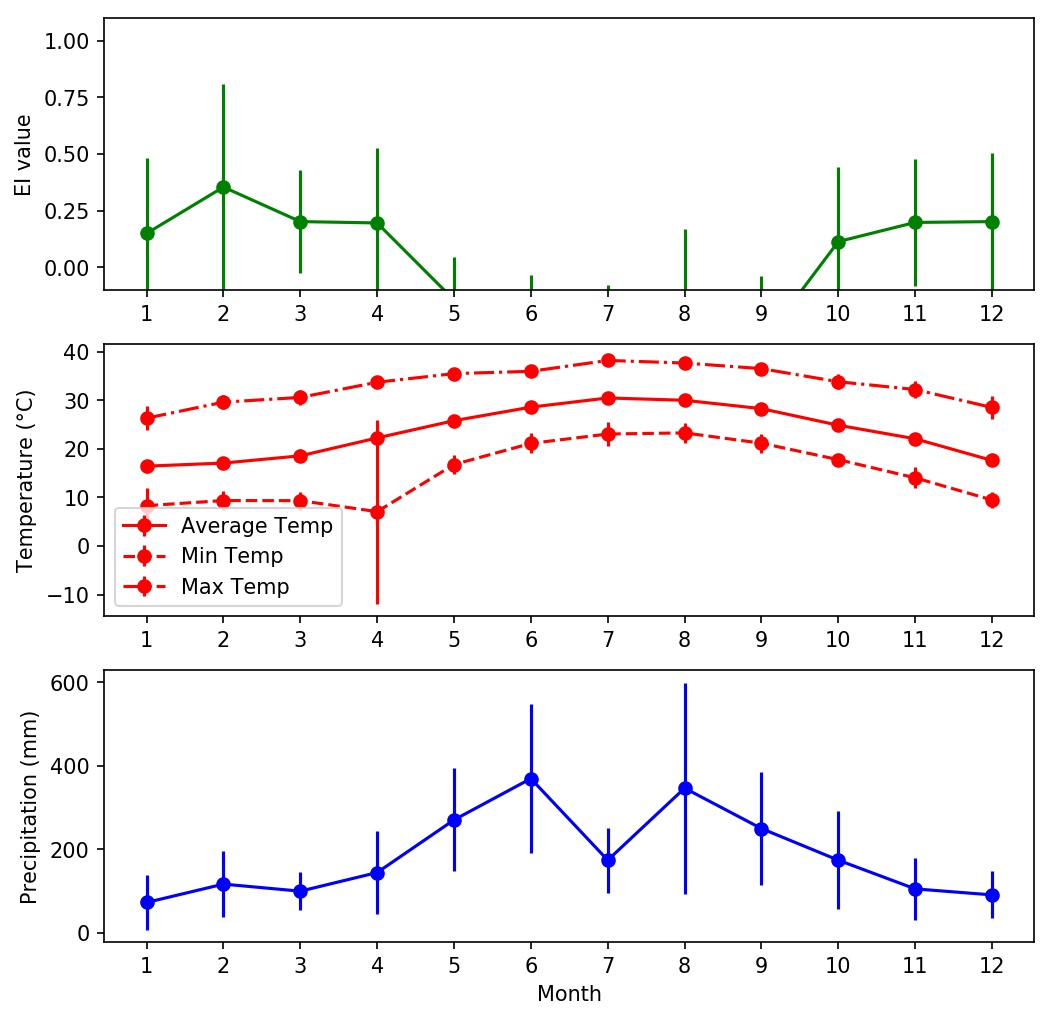 EI value
1.00
0.75
0.50
0.25
0.00
1 2 3 4 5 6 7 8 9 10 11 12
Temperature (°C)
40
30
20
10
0
−10
Average Temp
Min Temp
Max Temp
1 2 3 4 5 6 7 8 9 10 11 12
Precipitation (mm)
600
400
200
0
1 2 3 4 5 6 7 8 9 10 11 12
Month